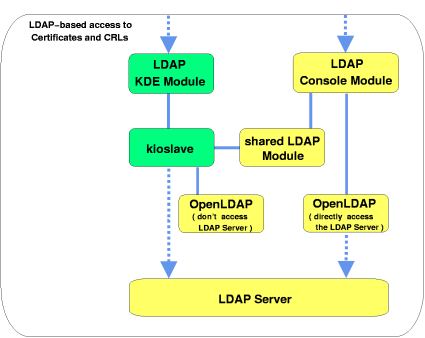 LDAP-based access to
Certificates and CRLs
LDAP
KDE Module
LDAP
Console Module
kioslave
shared LDAP
Module
OpenLDAP
( don't access
LDAP Server )
OpenLDAP
( directly access
the LDAP Server )
LDAP Server